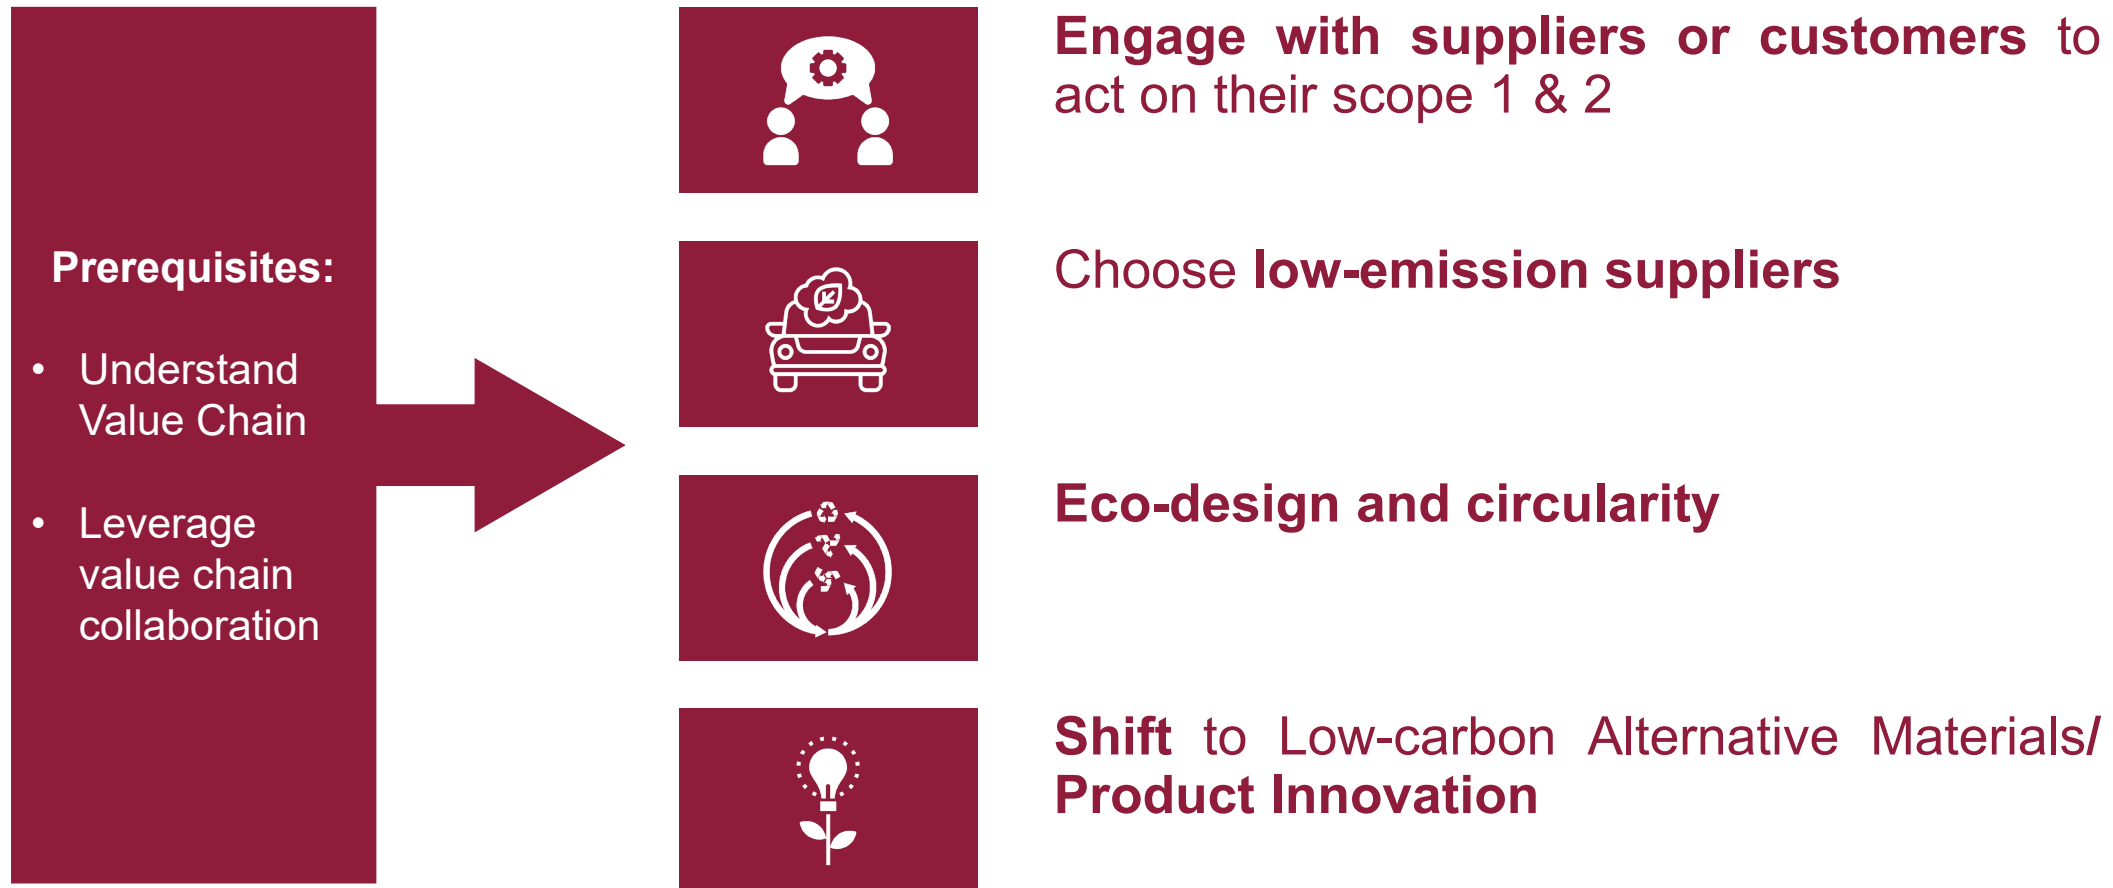 Prerequisites:
• Understand
Value Chain
• Leverage
value chain
collaboration
Engage with suppliers or customers to
act on their scope 1 & 2
Choose low-emission suppliers
Eco-design and circularity
Shift to Low-carbon Alternative Materials/
Product Innovation